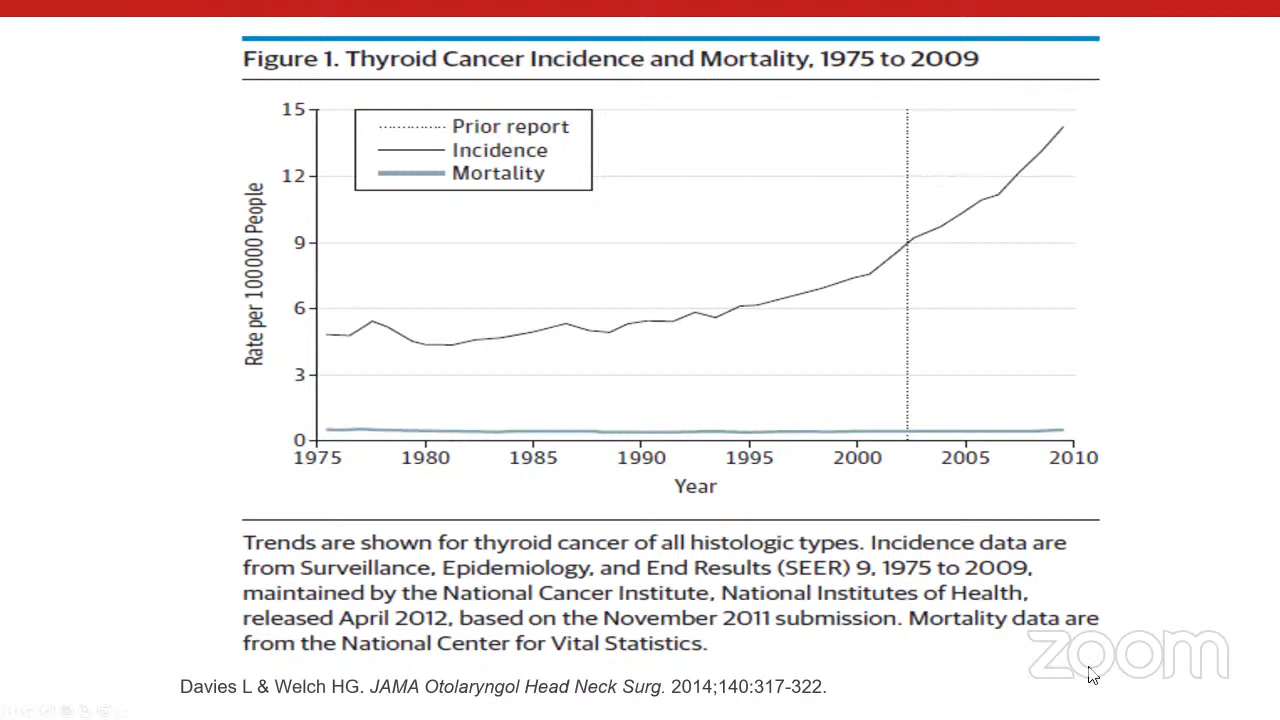 Figure 1. Thyroid Cancer Incidence and Mortality, 1975 to 2009
15
12
9
6
3
0
Rate per 100000 People
Prior report
Incidence
Mortality
1975 1980 1985 1990 1995 2000 2005 2010
Year
Trends are shown for thyroid cancer of all histologic types. Incidence data are
from Surveillance, Epidemiology, and End Results (SEER) 9, 1975 to 2009,
maintained by the National Cancer Institute, National Institutes of Health,
released April 2012, based on the November 2011 submission. Mortality data are
from the National Center for Vital Statistics.
zoom
Davies L & Welch HG. JAMA Otolaryngol Head Neck Surg. 2014;140:317-322.